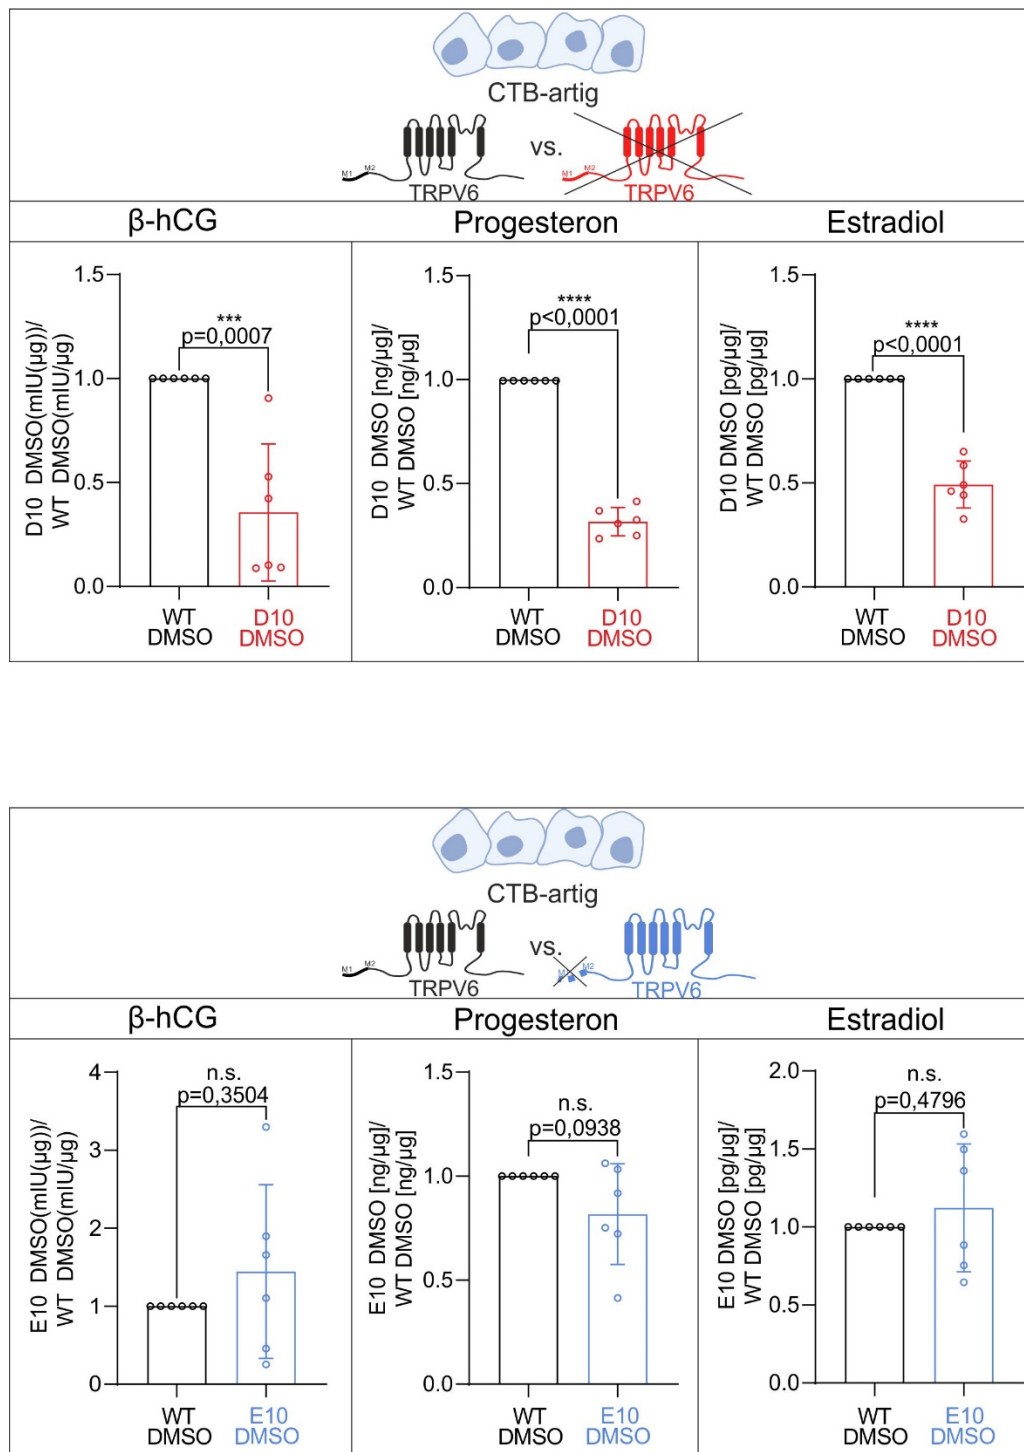 CTB-artig
M1 M2 vs. M1 M2
TRPV6 TRPV6
β-hCG Progesteron Estradiol
D10 DMSO(mIU(µg))/
WT DMSO(mIU/µg)
1.5
1.0
0.5
0.0
***
p=0,0007
WT
DMSO
D10
DMSO
D10 DMSO [ng/µg]/
WT DMSO [ng/µg]
1.5
1.0
0.5
0.0
****
p<0,0001
WT
DMSO
D10
DMSO
D10 DMSO [pg/µg]/
WT DMSO [pg/µg]
1.5
1.0
0.5
0.0
****
p<0,0001
WT
DMSO
D10
DMSO
CTB-artig
M1 M2 vs. M1 M2
TRPV6 TRPV6
β-hCG Progesteron Estradiol
E10 DMSO(mIU(µg))/
WT DMSO(mIU/µg)
4
3
2
1
0
n.s.
p=0,3504
WT
DMSO
E10
DMSO
E10 DMSO [ng/µg]/
WT DMSO [ng/µg]
1.5
1.0
0.5
0.0
n.s.
p=0,0938
WT
DMSO
E10
DMSO
E10 DMSO [pg/µg]/
WT DMSO [pg/µg]
2.0
1.5
1.0
0.5
0.0
n.s.
p=0,4796
WT
DMSO
E10
DMSO